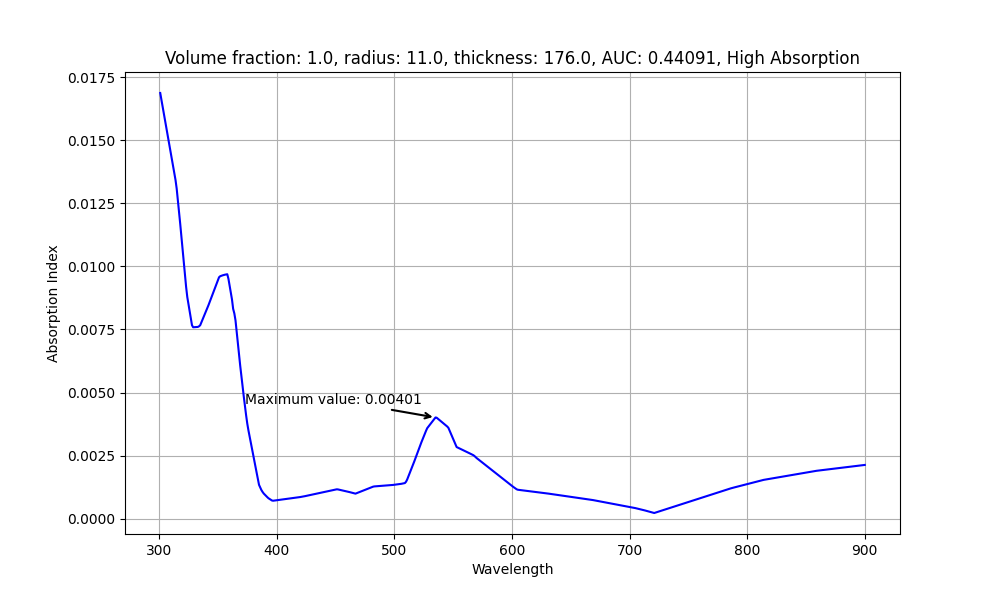 Volume fraction: 1.0, radius: 11.0, thickness: 176.0, AUC: 0.44091, High Absorption
0.0175
0.0150
0.0125
0.0100
0.0075
0.0050
0.0025
0.0000
Absorption Index
Maximum value: 0.00401
300 400 500 600 700 800 900
Wavelength